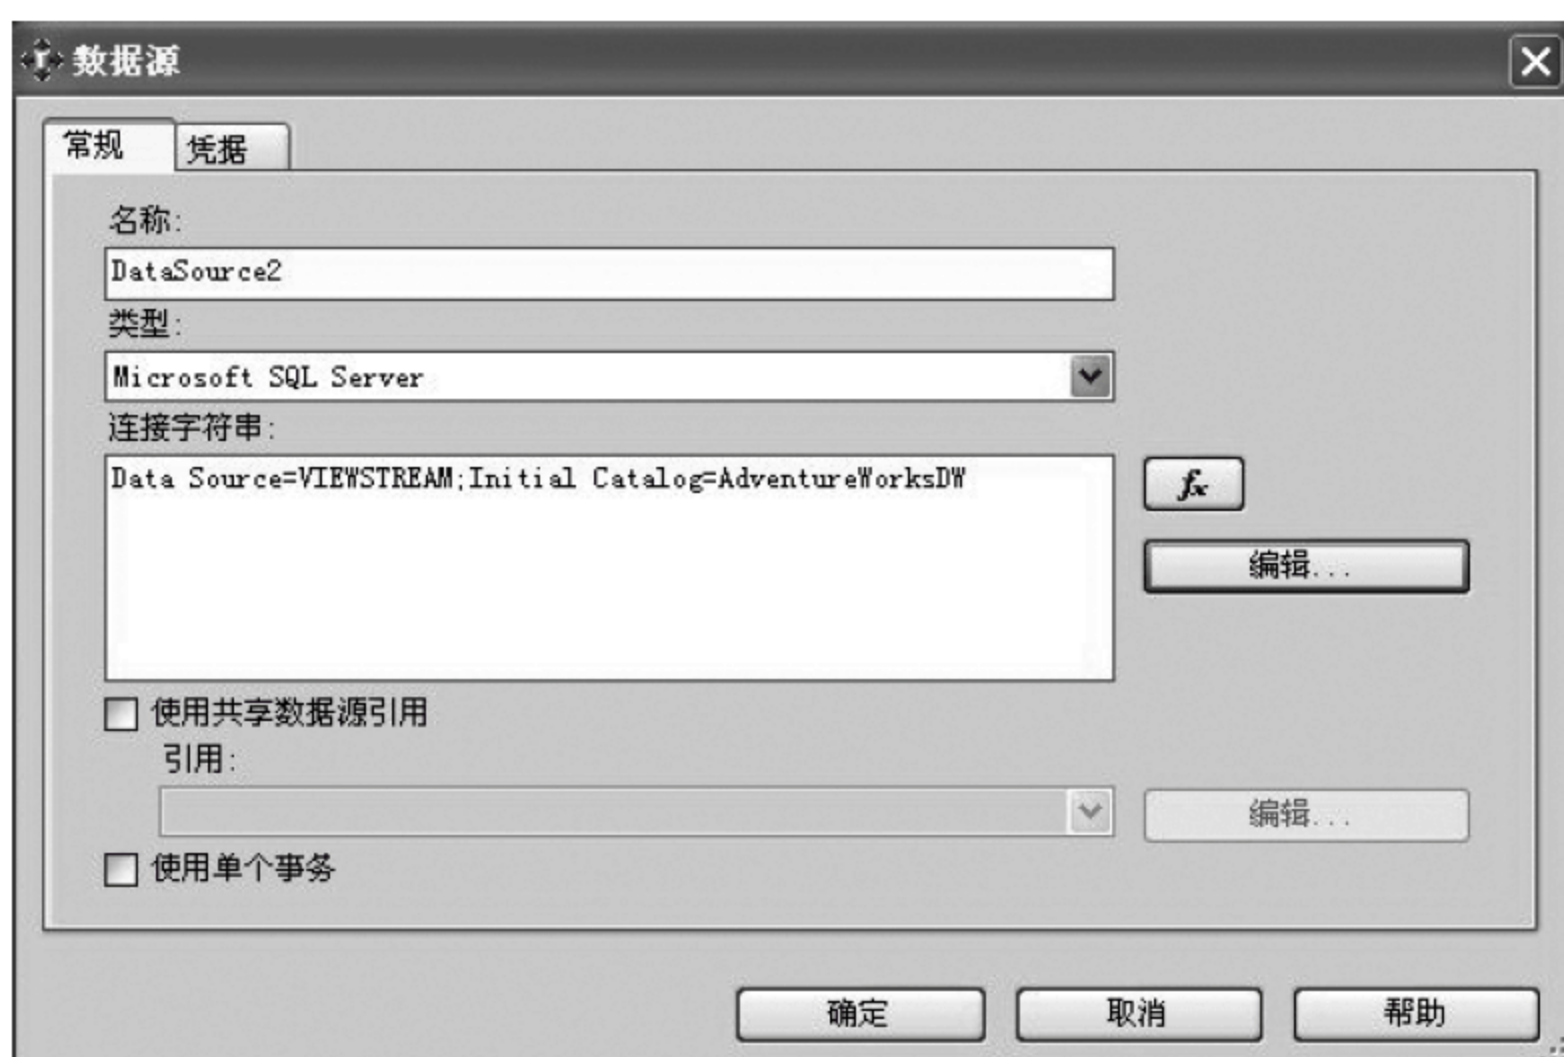 数据源
常规 凭据
名称:
DataSource2
类型:
Microsoft SQL Server
连接字符串:
Data Source=VIEWSTREAM;Initial Catalog=AdventureWorksDW
fx
编辑...
使用共享数据源引用
引用:
编辑...
使用单个事务
确定 取消 帮助